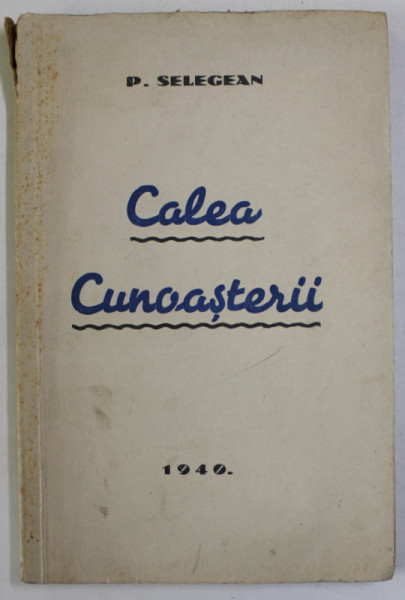 P. SELEGEAN
Calea
Cunoașterii
1940.